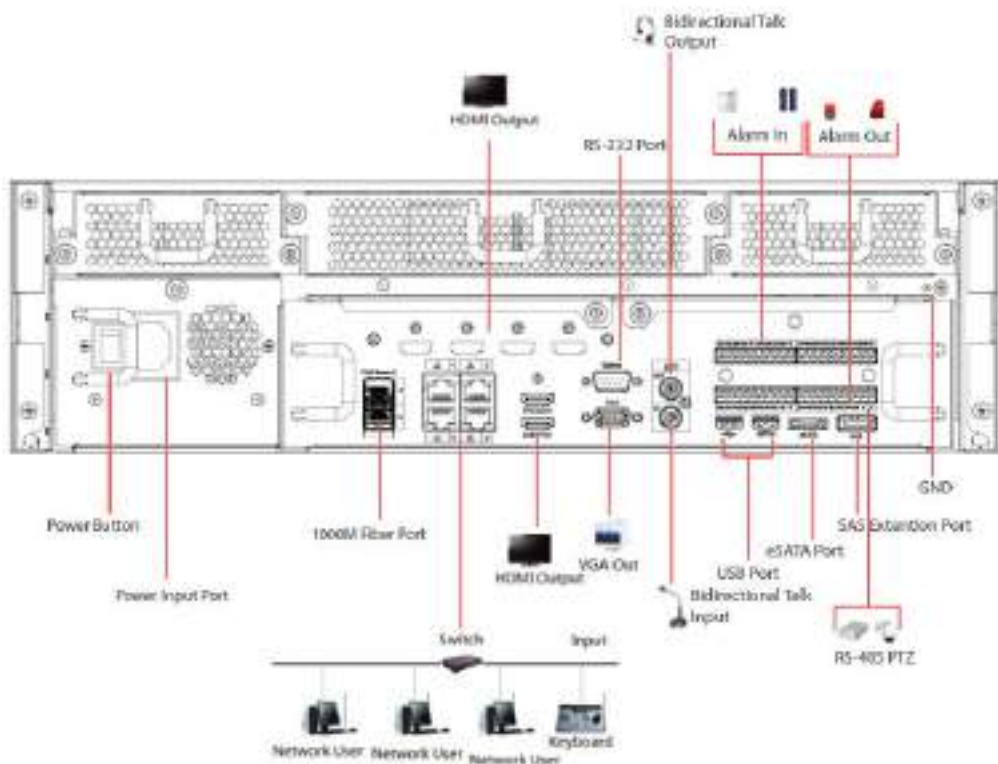 Bidirectional Talk
Output
HDMI Output
RS-232 Port
Alarm In
Alarm Out
GND
Power Button
1000M Fiber Port
SAS Extantion Port
eSATA Port
HDMI Output
VGA Out
USB Port
Power Input Port
Bidirectional Talk
Input
Switch
Input
RS-485 PTZ
Network User
Network User
Network User
Keyboard